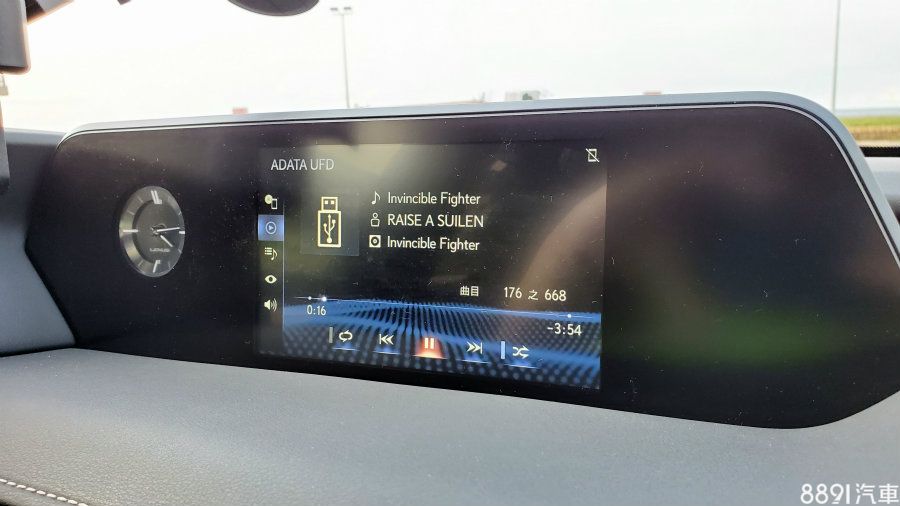 ADATA UFD
Invincible Fighter
RAISE A SUILEN
Invincible Fighter
曲目 176 之 668
0:16
-3:54
LEXUS
8891汽車